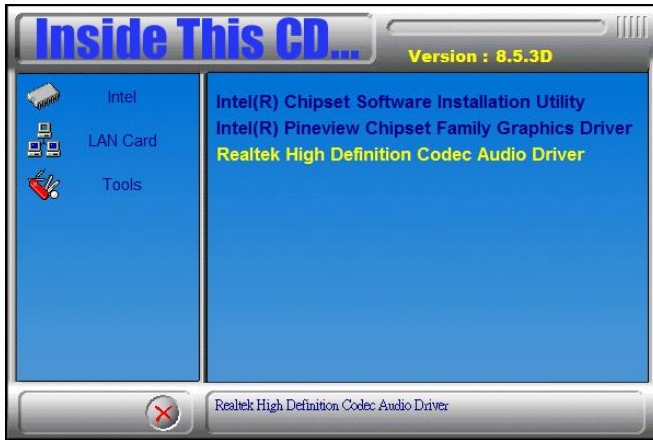 Inside This CD...
Version : 8.5.3D
Intel
LAN Card
Tools
Intel(R) Chipset Software Installation Utility
Intel(R) Pineview Chipset Family Graphics Driver
Realtek High Definition Codec Audio Driver
Realtek High Definition Codec Audio Driver